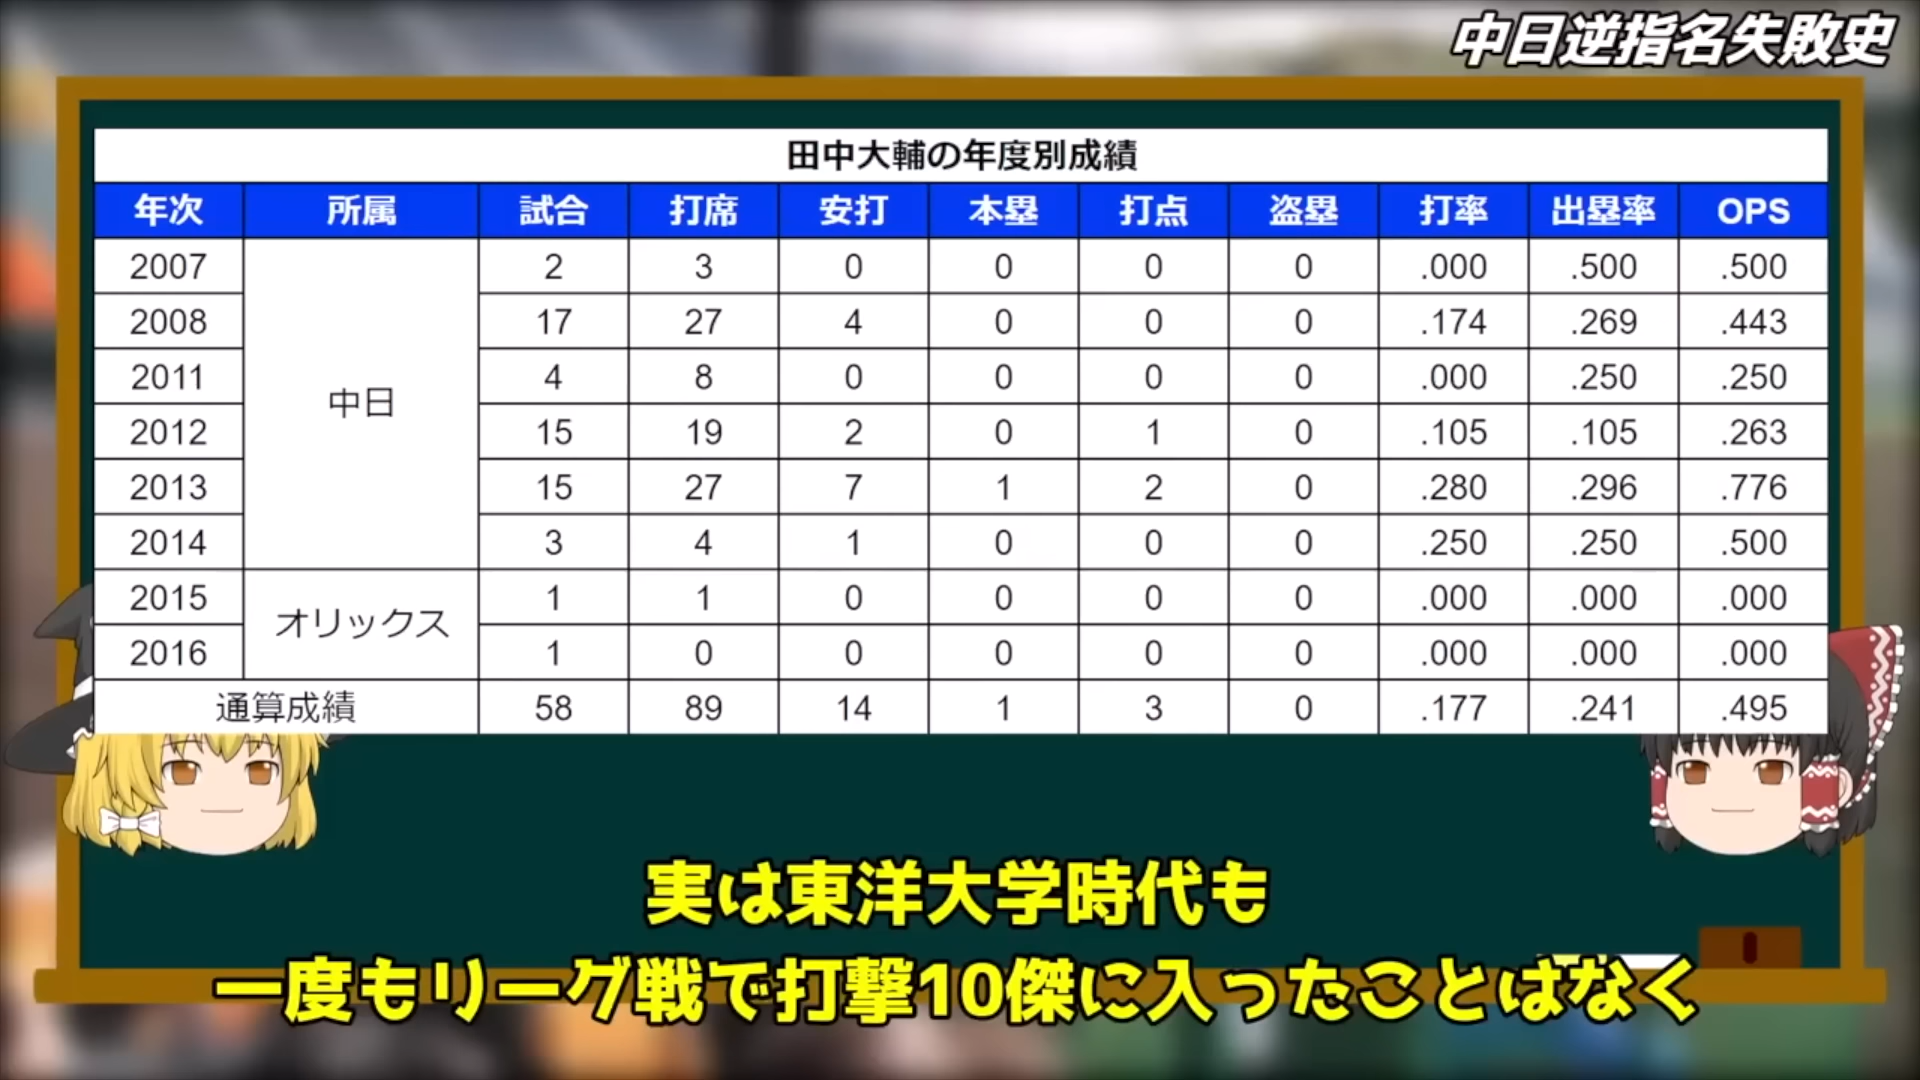 中日逆指名失敗史
田中大輔の年度別成績
年次 所属 試合 打席 安打 本塁 打点 盗塁 打率 出塁率 OPS
2007 中日 2 3 0 0 0 0 .000 .500 .500
2008 17 27 4 0 0 0 .174 .269 .443
2011 4 8 0 0 0 0 .000 .250 .250
2012 15 19 2 0 1 0 .105 .105 .263
2013 15 27 7 1 2 0 .280 .296 .776
2014 3 4 1 0 0 0 .250 .250 .500
2015 オリックス 1 1 0 0 0 0 .000 .000 .000
2016 1 0 0 0 0 0 .000 .000 .000
通算成績 58 89 14 1 3 0 .177 .241 .495
実は東洋大学時代も
一度もリーグ戦で打撃10傑に入ったことはなく